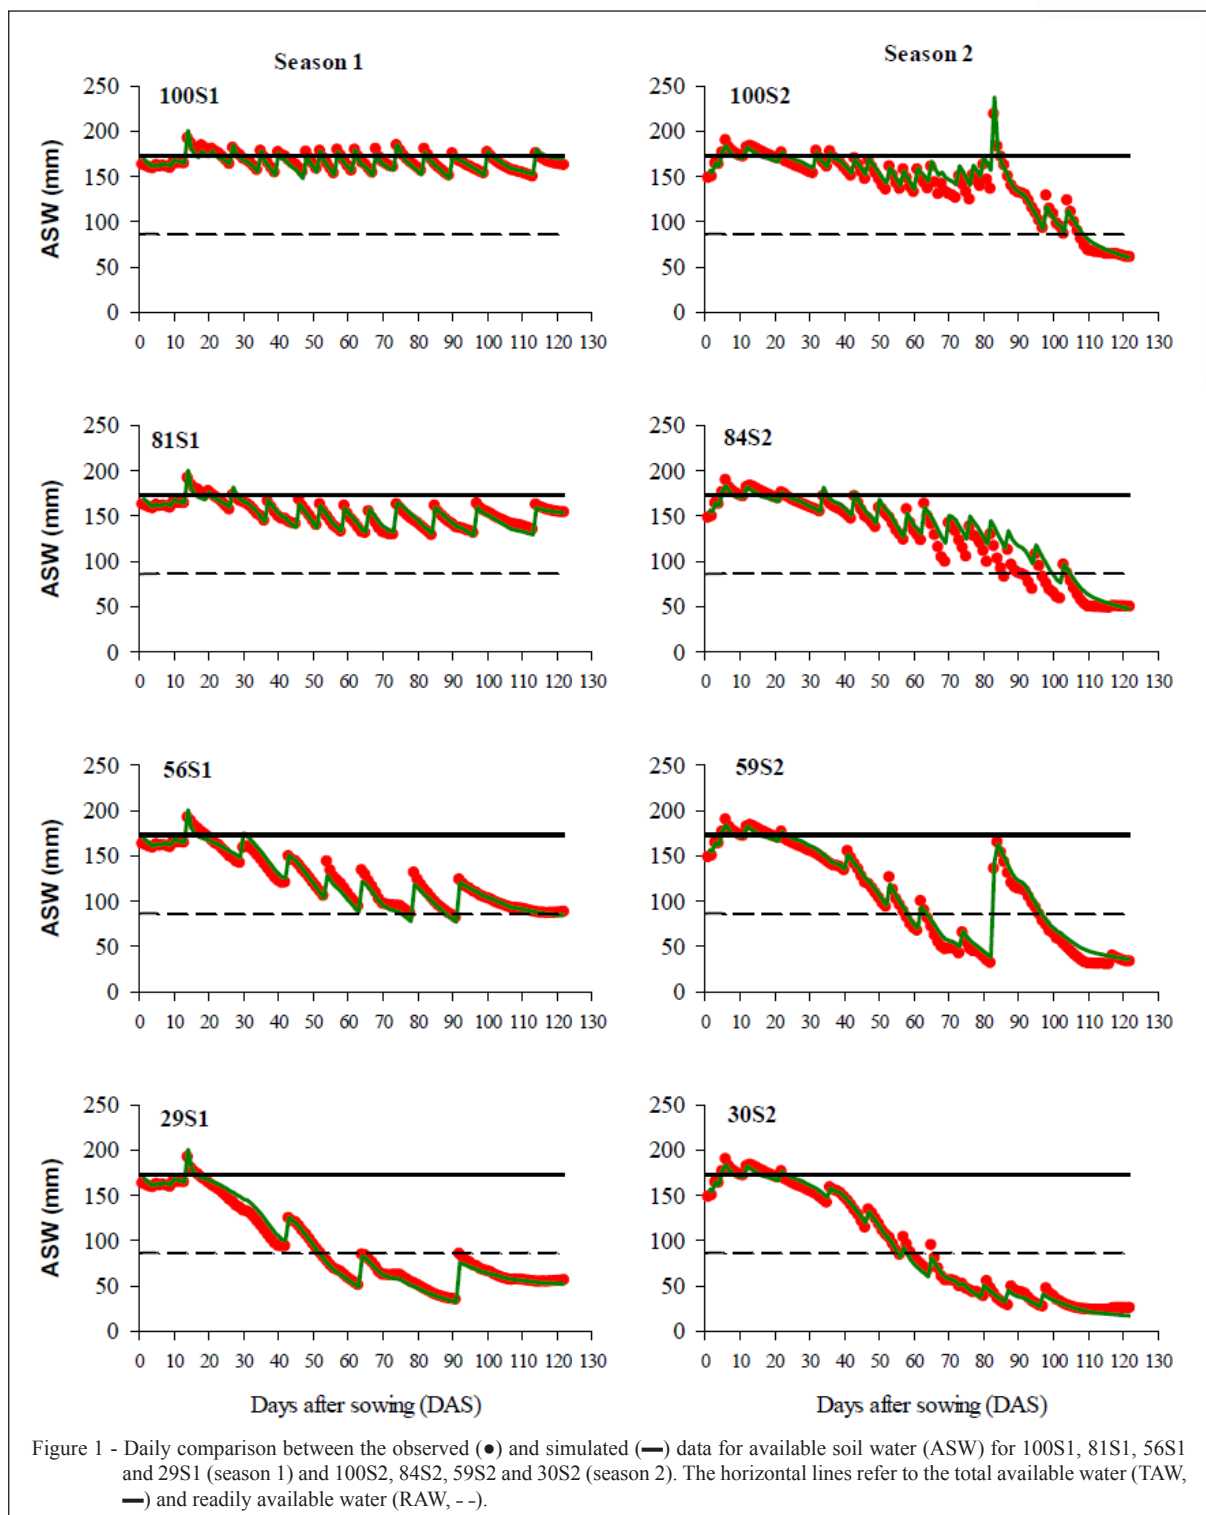 Season 1
Season 2
250
200
150
100
50
0
ASW (mm)
100S1
0 10 20 30 40 50 60 70 80 90 100 110 120 130
250
200
150
100
50
0
100S2
0 10 20 30 40 50 60 70 80 90 100 110 120 130
250
200
150
100
50
0
ASW (mm)
81S1
0 10 20 30 40 50 60 70 80 90 100 110 120 130
250
200
150
100
50
0
84S2
0 10 20 30 40 50 60 70 80 90 100 110 120 130
250
200
150
100
50
0
ASW (mm)
56S1
0 10 20 30 40 50 60 70 80 90 100 110 120 130
250
200
150
100
50
0
59S2
0 10 20 30 40 50 60 70 80 90 100 110 120 130
250
200
150
100
50
0
ASW (mm)
29S1
0 10 20 30 40 50 60 70 80 90 100 110 120 130
Days after sowing (DAS)
250
200
150
100
50
0
30S2
0 10 20 30 40 50 60 70 80 90 100 110 120 130
Days after sowing (DAS)
Figure 1 - Daily comparison between the observed (●) and simulated (—) data for available soil water (ASW) for 100S1, 81S1, 56S1
and 29S1 (season 1) and 100S2, 84S2, 59S2 and 30S2 (season 2). The horizontal lines refer to the total available water (TAW,
—) and readily available water (RAW, - -).